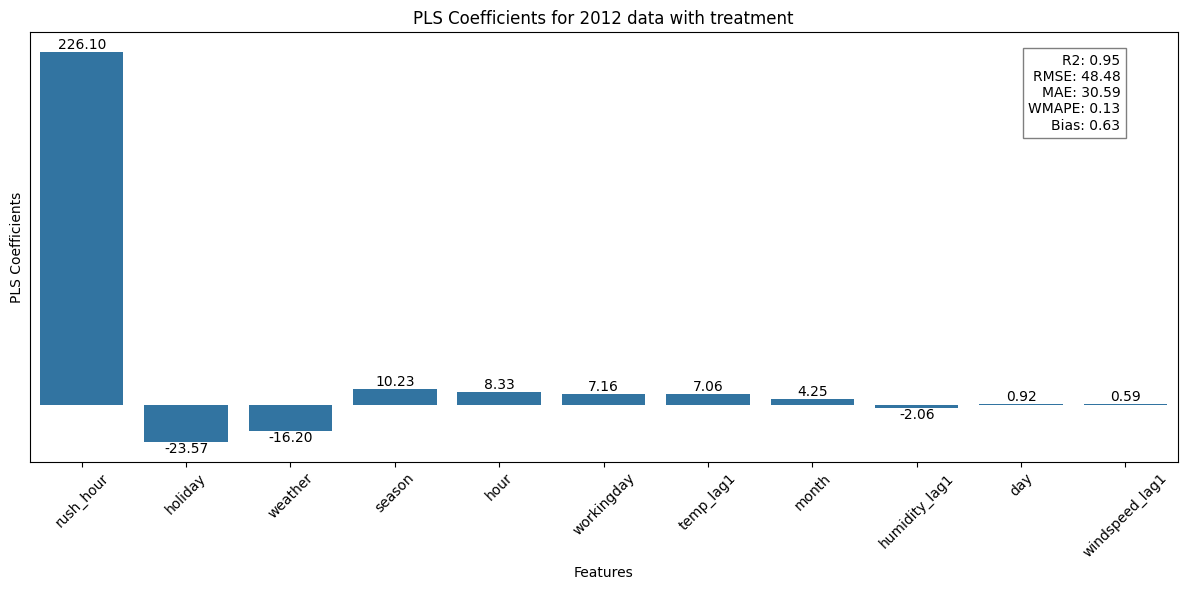 PLS Coefficients for 2012 data with treatment
226.10
R2: 0.95
RMSE: 48.48
MAE: 30.59
WMAPE: 0.13
Bias: 0.63
PLS Coefficients
-23.57
-16.20
10.23
8.33
7.16
7.06
4.25
-2.06
0.92
0.59
rush_hour
holiday
weather
season
hour
workingday
temp_lag1
month
humidity_lag1
day
windspeed_lag1
Features